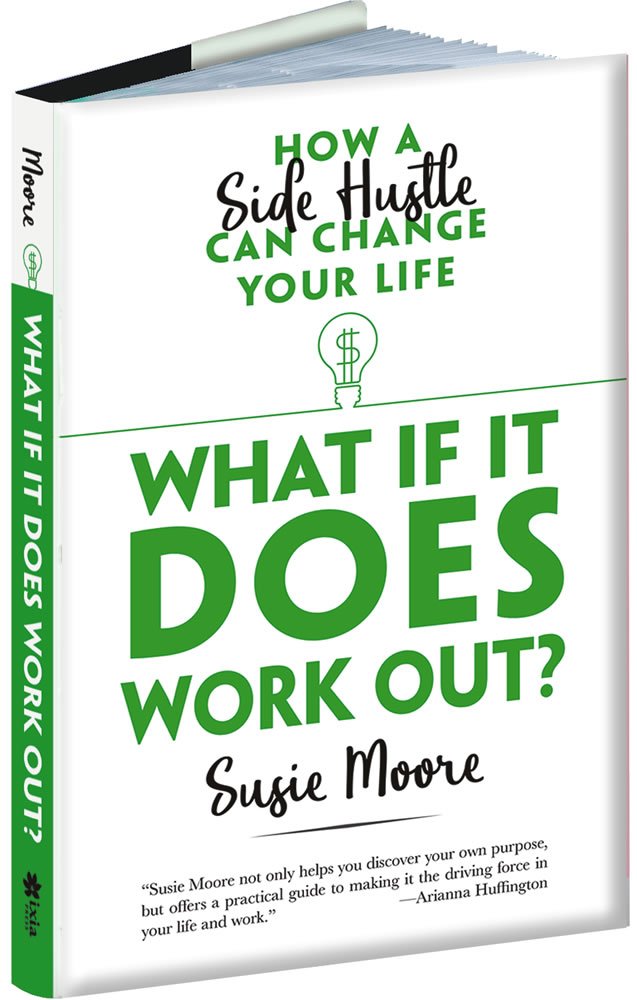 Moore
$
WHAT IF IT DOES WORK OUT?
ixia
PRESS
HOW A
Side Hustle
CAN CHANGE
YOUR LIFE
$
WHAT IF IT
DOES
WORK OUT?
Susie Moore
“Susie Moore not only helps you discover your own purpose,
but offers a practical guide to making it the driving force in
your life and work.” —Arianna Huffington